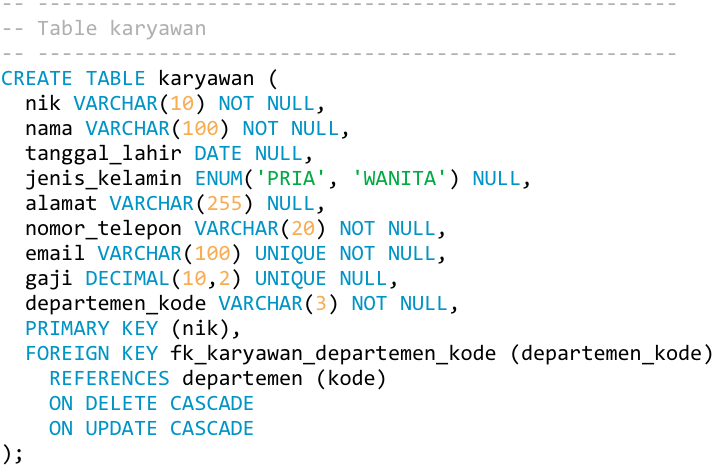 -- -----------------------------------------------------
-- Table karyawan
-- -----------------------------------------------------
CREATE TABLE karyawan (
  nik VARCHAR(10) NOT NULL,
  nama VARCHAR(100) NOT NULL,
  tanggal_lahir DATE NULL,
  jenis_kelamin ENUM('PRIA', 'WANITA') NULL,
  alamat VARCHAR(255) NULL,
  nomor_telepon VARCHAR(20) NOT NULL,
  email VARCHAR(100) UNIQUE NOT NULL,
  gaji DECIMAL(10,2) UNIQUE NULL,
  departemen_kode VARCHAR(3) NOT NULL,
  PRIMARY KEY (nik),
  FOREIGN KEY fk_karyawan_departemen_kode (departemen_kode)
    REFERENCES departemen (kode)
    ON DELETE CASCADE
    ON UPDATE CASCADE
);